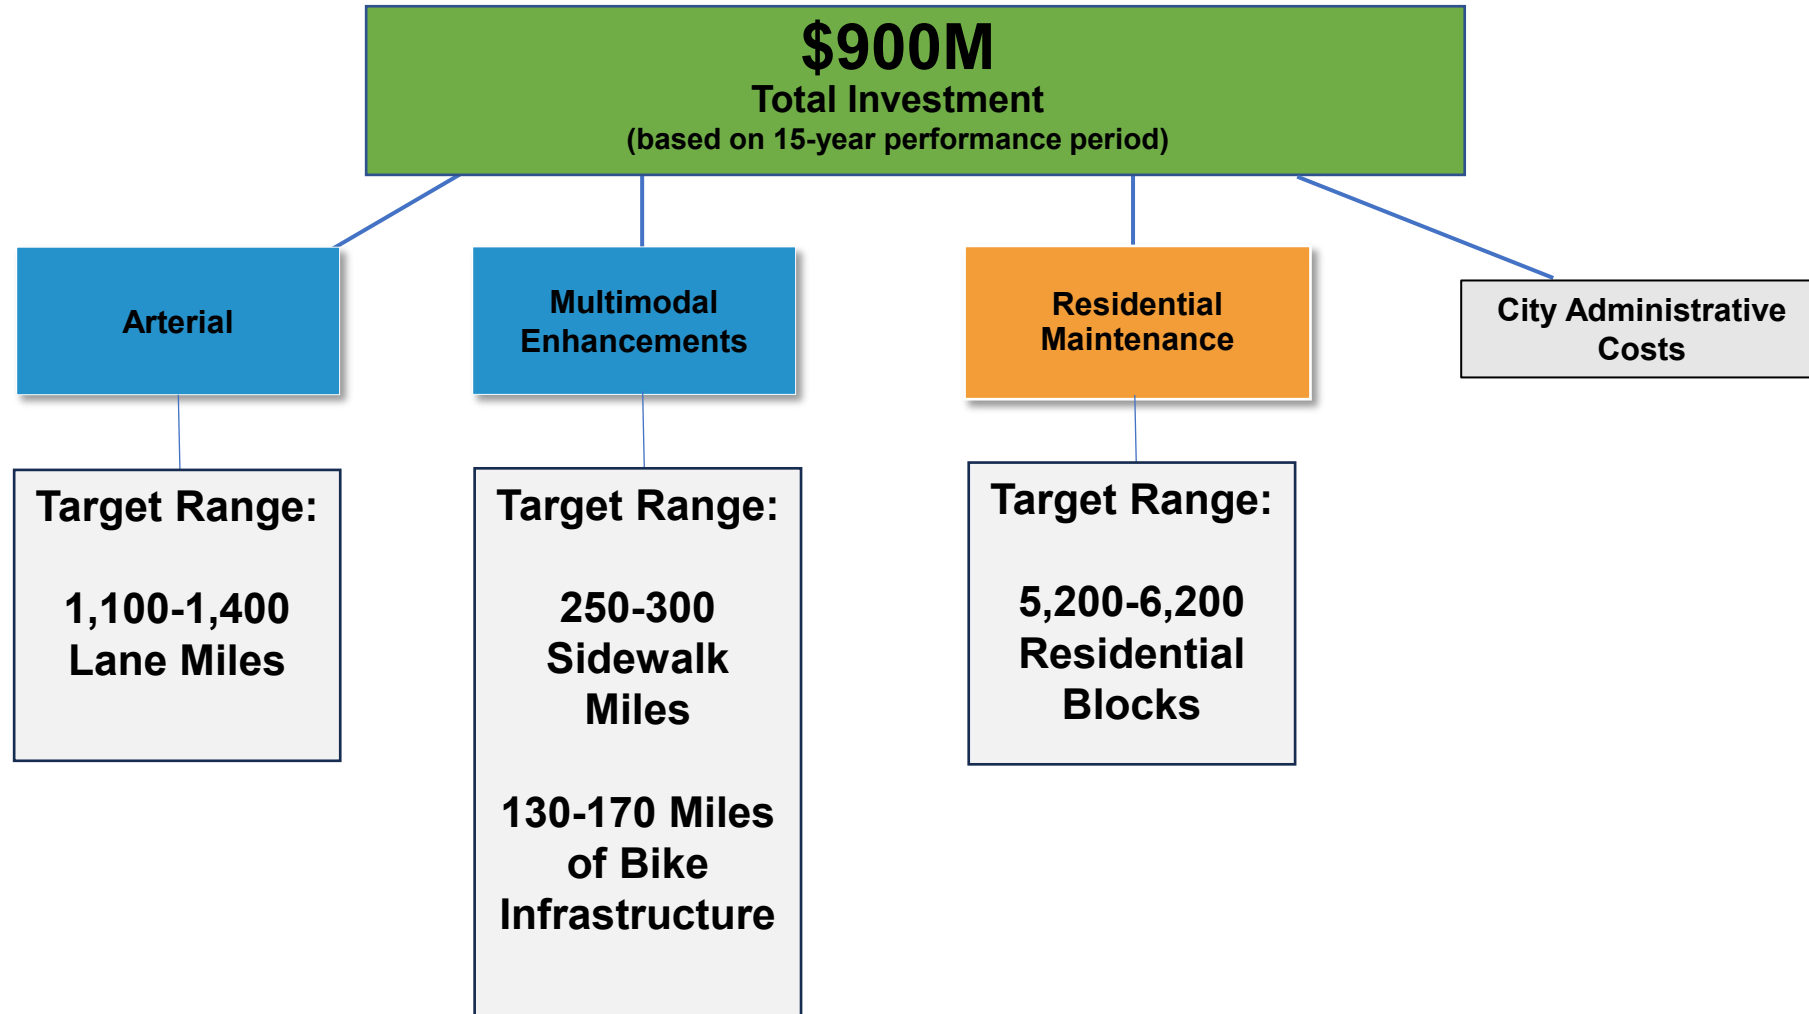 $900M
Total Investment
(based on 15-year performance period)
Arterial
Multimodal
Enhancements
Residential
Maintenance
City Administrative
Costs
Target Range:
1,100-1,400
Lane Miles
Target Range:
250-300
Sidewalk
Miles
130-170 Miles
of Bike
Infrastructure
Target Range:
5,200-6,200
Residential
Blocks